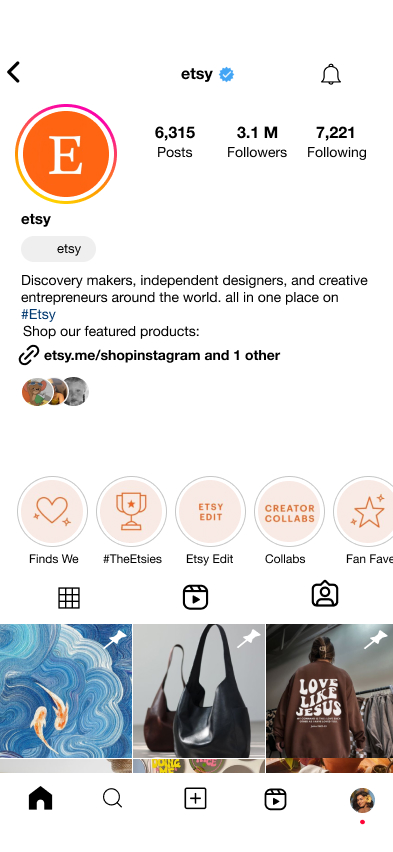 etsy
6,315 3.1 M 7,221
Posts Followers Following
E
etsy
etsy
Discovery makers, independent designers, and creative
entrepreneurs around the world. all in one place on
#Etsy
Shop our featured products:
etsy.me/shopinstagram and 1 other
ETSY
EDIT
CREATOR
COLLABS
Finds We #TheEtsies Etsy Edit Collabs Fan Fave
LOVE
LIKE
JESUS